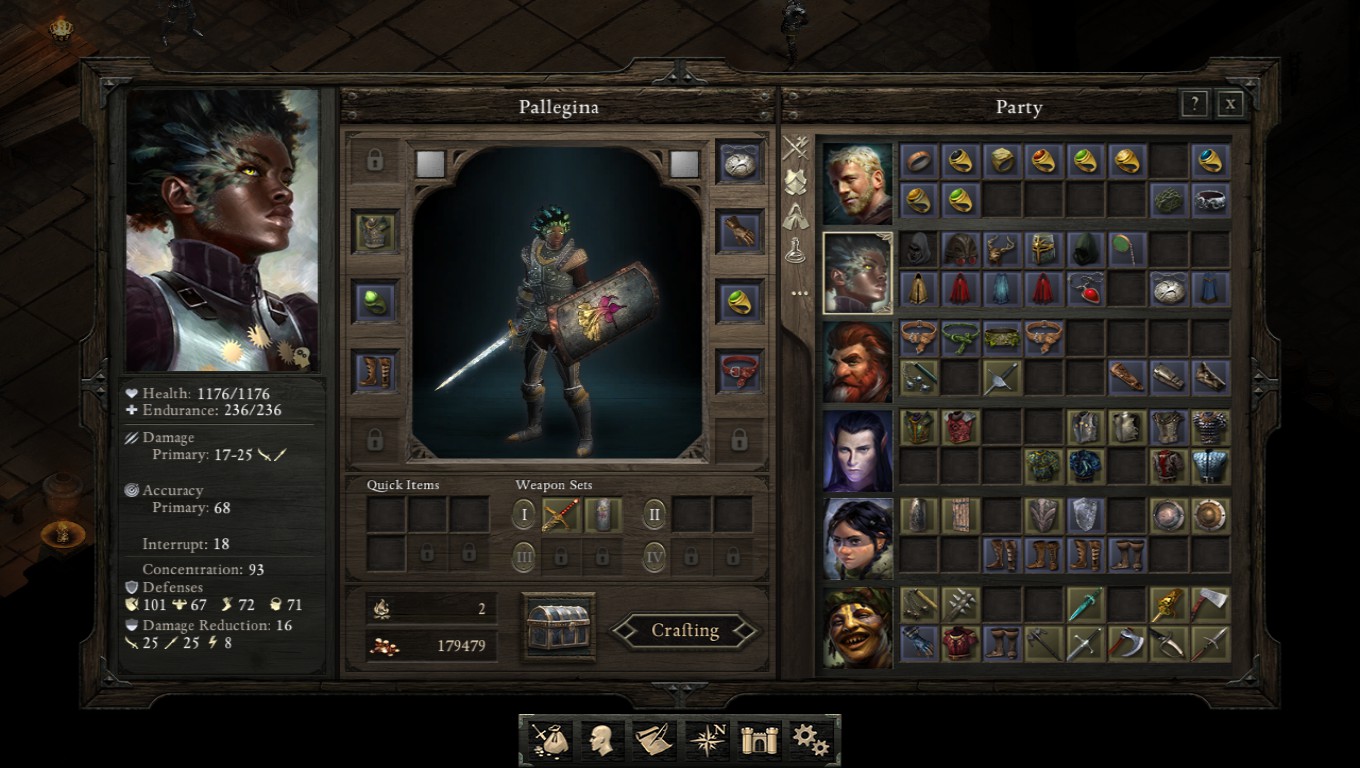 Pallegina
Party
?
x
Health: 1176/1176
Endurance: 236/236
Damage
Primary: 17-25
Accuracy
Primary: 68
Interrupt: 18
Concentration: 93
Defenses
101 67 72 71
Damage Reduction: 16
25 25 8
Quick Items
Weapon Sets
I
II
III
IV
2
179479
Crafting
N